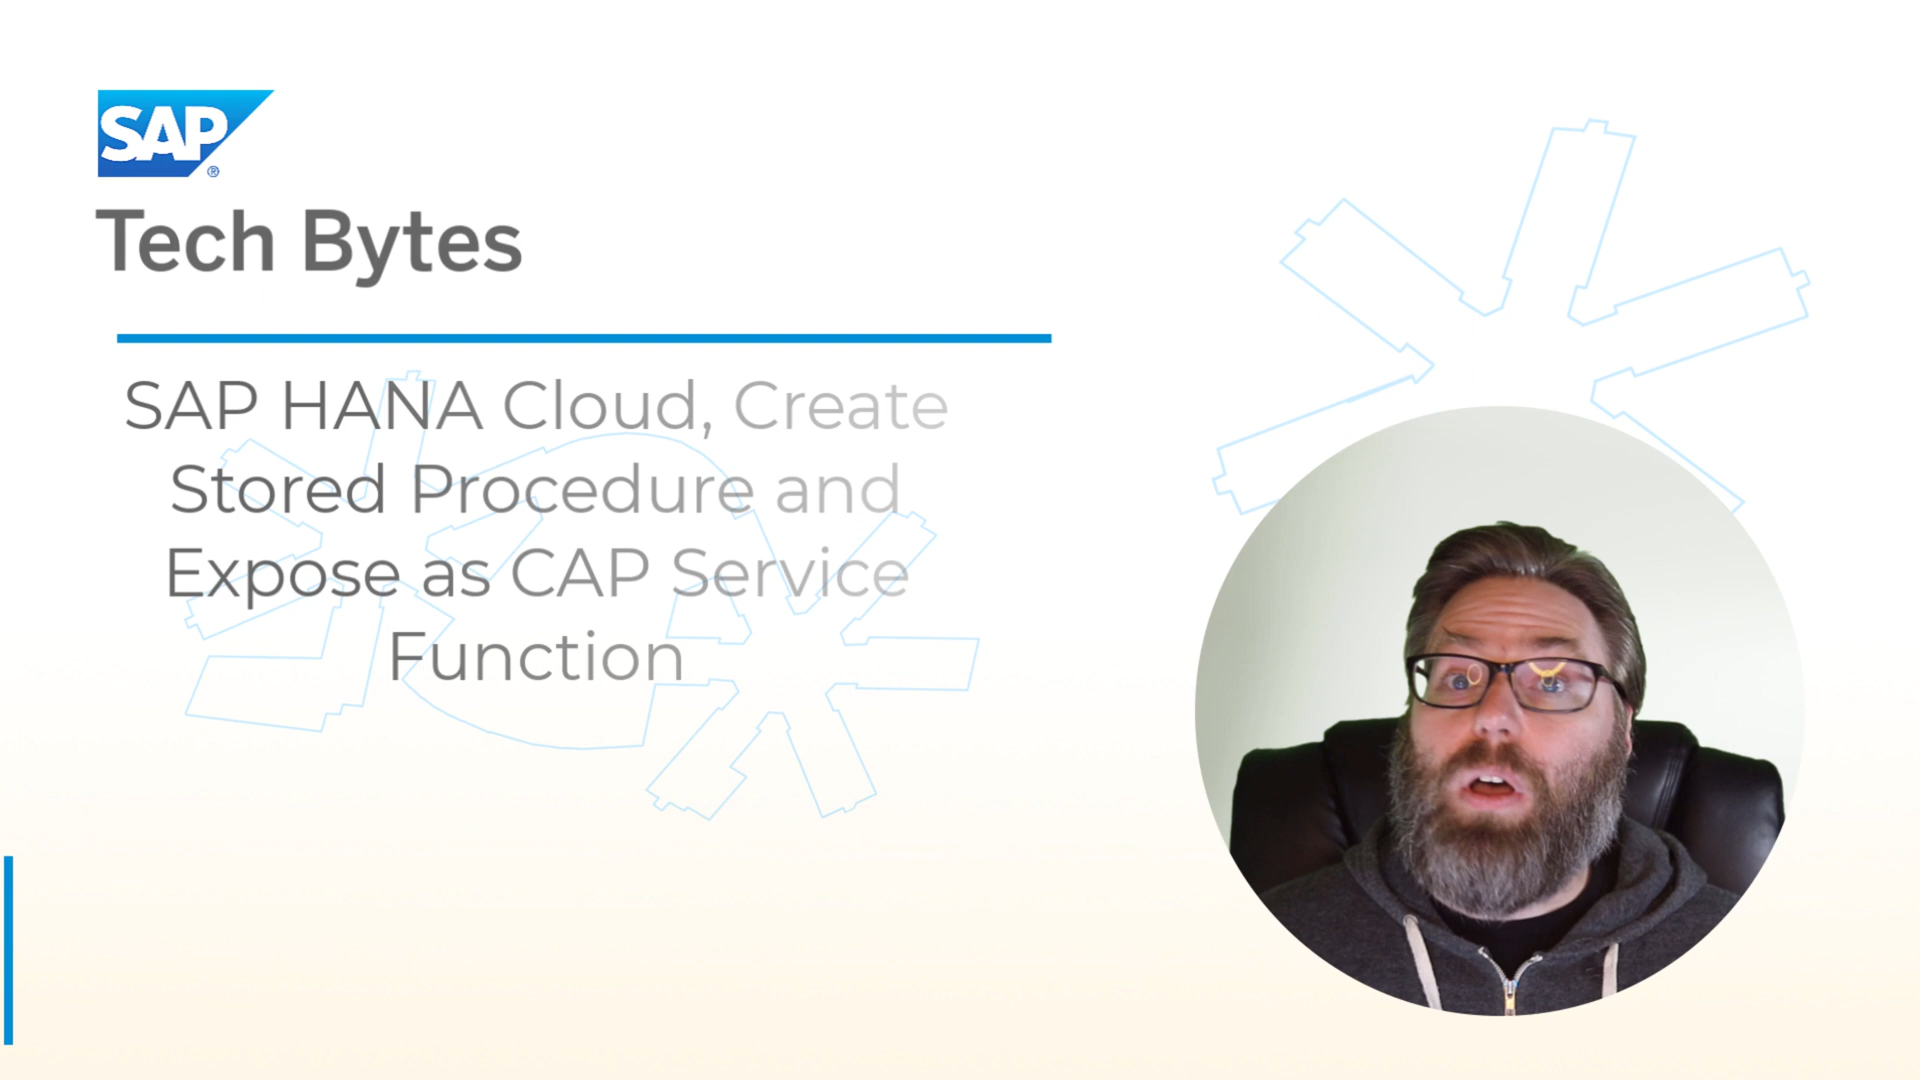 SAP
®
Tech Bytes
SAP HANA Cloud, Create
Stored Procedure and
Expose as CAP Service
Function